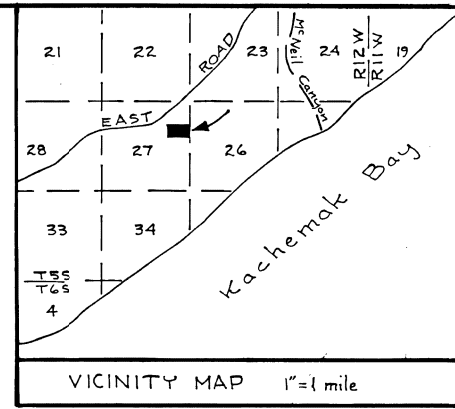 21 22 23 24 19
ROAD
McNeil Canyon
R12W
R11W
EAST
28 27 26
33 34
T5S
T6S
4
Kachemak Bay
VICINITY MAP 1"=1 mile